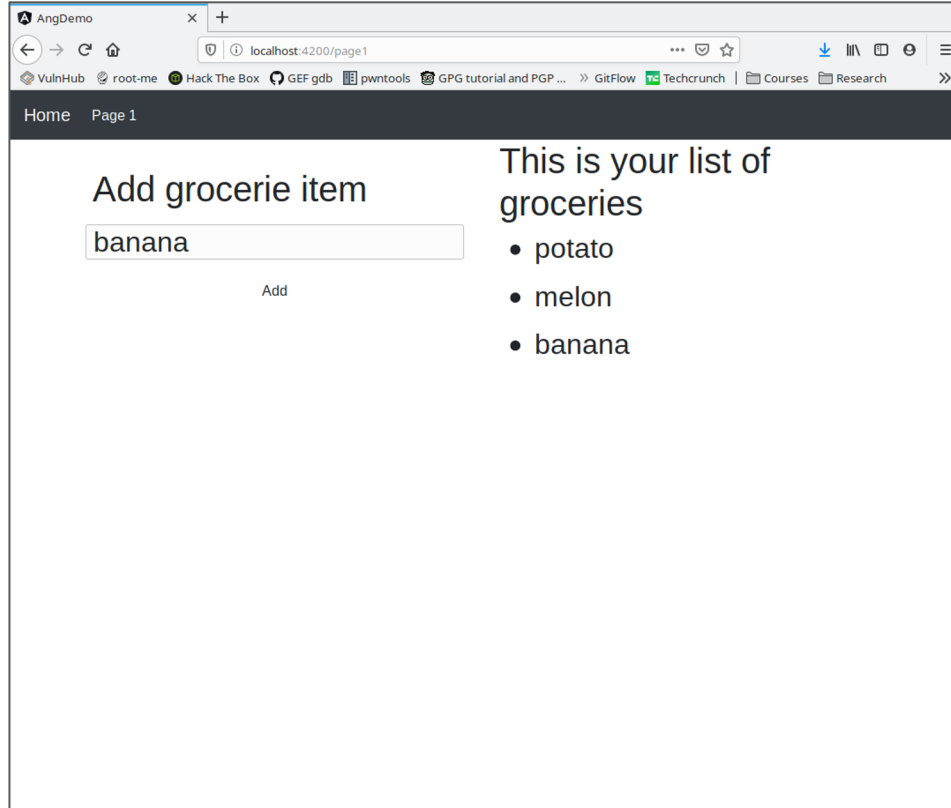 AngDemo
localhost:4200/page1
VulnHub root-me Hack The Box GEF gdb pwntools GPG tutorial and PGP ... GitFlow Techcrunch Courses Research
Home Page 1
Add grocerie item
banana
Add
This is your list of
groceries
potato
melon
banana